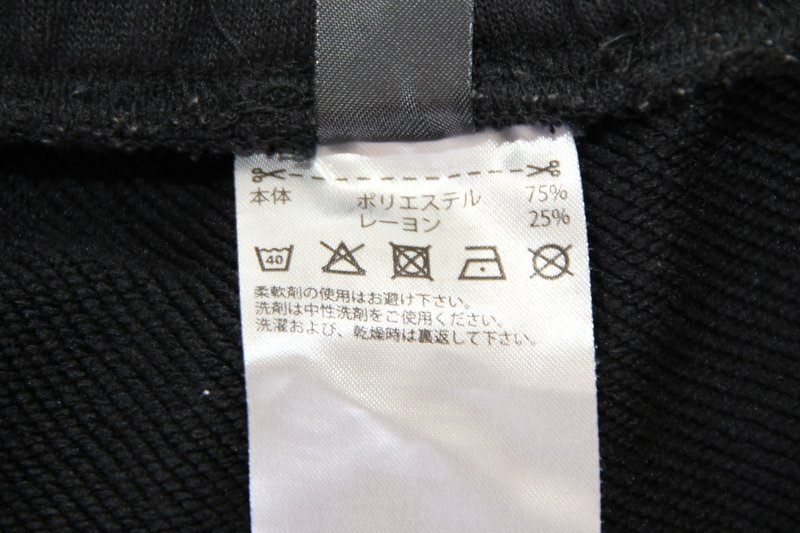 本体 ポリエステル 75%
レーヨン 25%
40
柔軟剤の使用はお避け下さい。
洗剤は中性洗剤をご使用ください。
洗濯および、乾燥時は裏返して下さい。